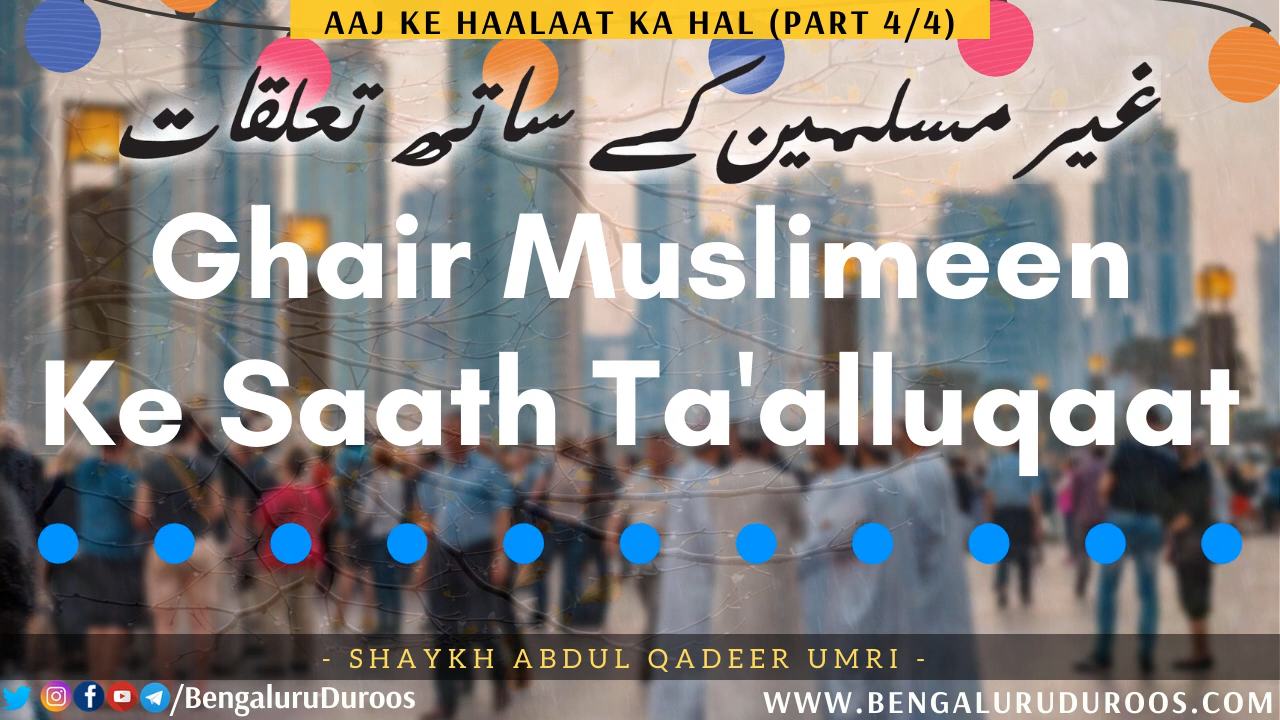 AAJ KE HAALAAT KA HAL (PART 4/4)
غیر مسلمین کے ساتھ تعلقات
Ghair Muslimeen
Ke Saath Ta'alluqaat
- SHAYKH ABDUL QADEER UMRI -
/BengaluruDuroos
WWW.BENGALURUDUROOS.COM